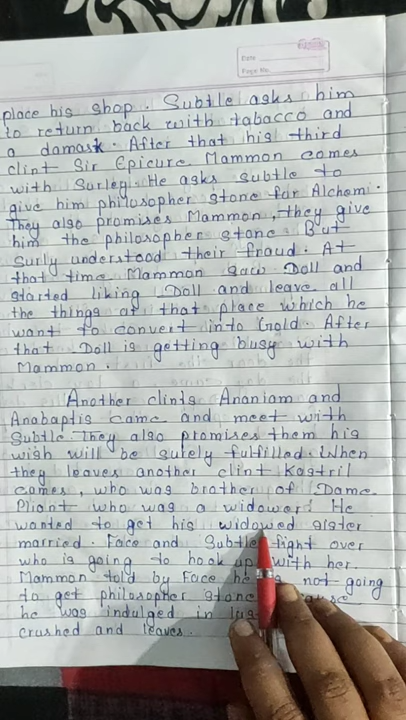 Date
Page No.
place his shop. Subtle asks him
to return back with tabacco and
a damask. After that his third
clint Sir Epicure Mammon comes
with Surley. He asks subtle to
give him philosopher stone for Alchemi.
They also promises Mammon, they give
him the philosopher stone. But
Surly understood their fraud. At
that time Mammon saw Doll and
started liking Doll and leave all
the things of that place which he
want to convert into Gold. After
that Doll is getting busy with
Mammon.
Another clints Ananiam and
Anabaptis came and meet with
Subtle. They also promises them his
wish will be surely fulfilled. When
they leaves another clint Kastril
comes, who was brother of Dame
Pliant who was a widower. He
wanted to get his widowed sister
married. Face and Subtle fight over
who is going to hook up with her.
Mammon told by Face he is not going
to get philosopher stone
he was indulged in
crushed and leaves.